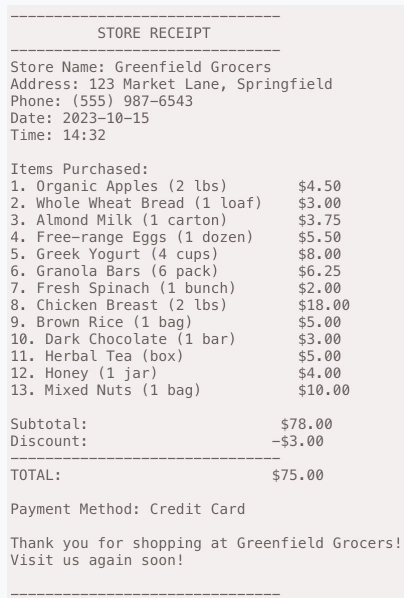 ———————————————————————————————
STORE RECEIPT
———————————————————————————————
Store Name: Greenfield Grocers
Address: 123 Market Lane, Springfield
Phone: (555) 987-6543
Date: 2023-10-15
Time: 14:32
Items Purchased:
1. Organic Apples (2 lbs) $4.50
2. Whole Wheat Bread (1 loaf) $3.00
3. Almond Milk (1 carton) $3.75
4. Free-range Eggs (1 dozen) $5.50
5. Greek Yogurt (4 cups) $8.00
6. Granola Bars (6 pack) $6.25
7. Fresh Spinach (1 bunch) $2.00
8. Chicken Breast (2 lbs) $18.00
9. Brown Rice (1 bag) $5.00
10. Dark Chocolate (1 bar) $3.00
11. Herbal Tea (box) $5.00
12. Honey (1 jar) $4.00
13. Mixed Nuts (1 bag) $10.00
Subtotal: $78.00
Discount: -$3.00
———————————————————————————————
TOTAL: $75.00
Payment Method: Credit Card
Thank you for shopping at Greenfield Grocers!
Visit us again soon!
———————————————————————————————